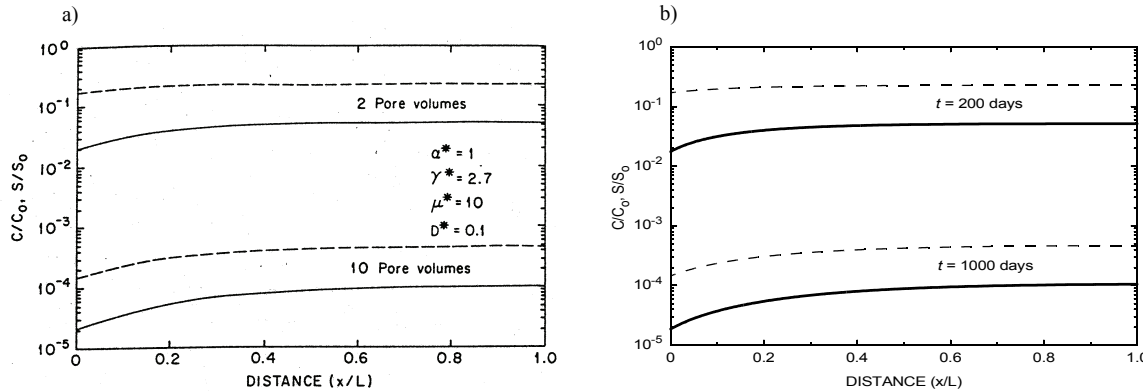 a)
10⁰
10⁻¹
10⁻²
10⁻³
10⁻⁴
10⁻⁵
C/C₀, S/S₀
2 Pore volumes
α* = 1
γ* = 2.7
μ* = 10
D* = 0.1
10 Pore volumes
0 0.2 0.4 0.6 0.8 1.0
DISTANCE (x/L)
b)
10⁰
10⁻¹
10⁻²
10⁻³
10⁻⁴
10⁻⁵
C/C₀, S/S₀
t = 200 days
t = 1000 days
0 0.2 0.4 0.6 0.8 1.0
DISTANCE (x/L)